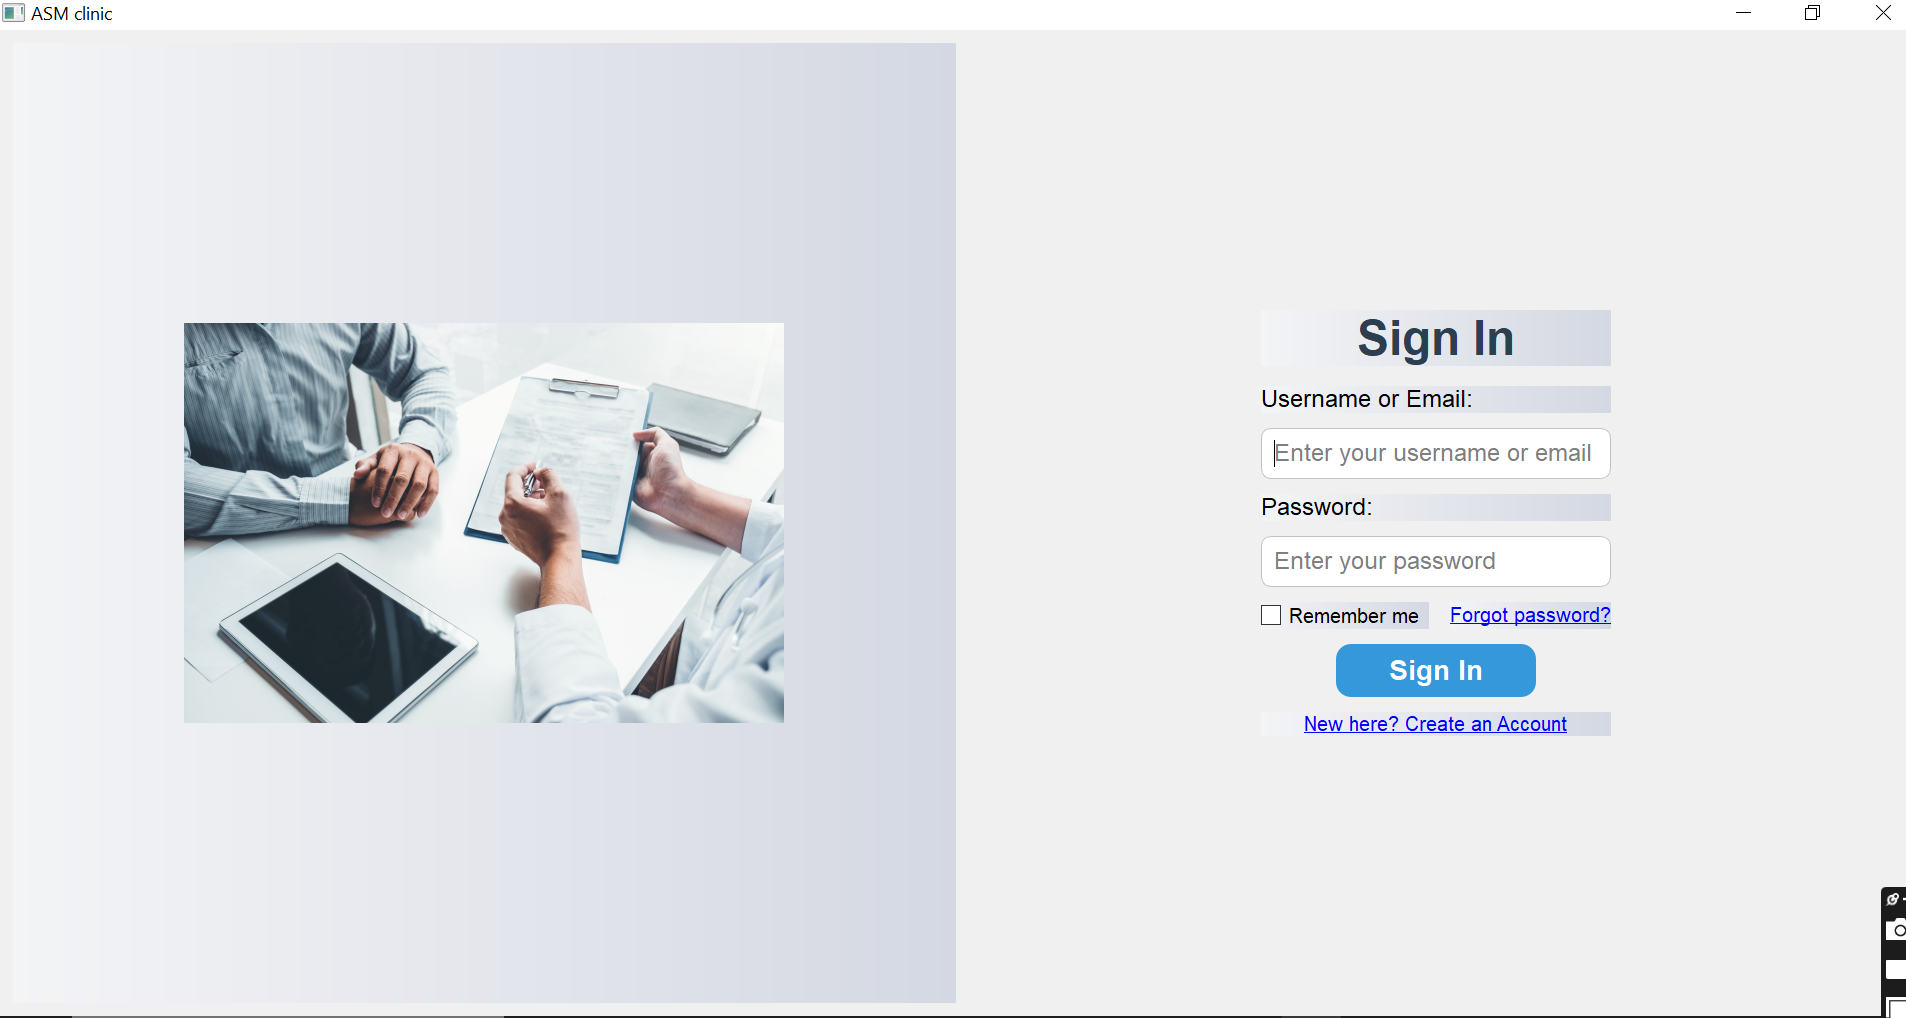 ASM clinic
Sign In
Username or Email:
Enter your username or email
Password:
Enter your password
Remember me
Forgot password?
Sign In
New here? Create an Account